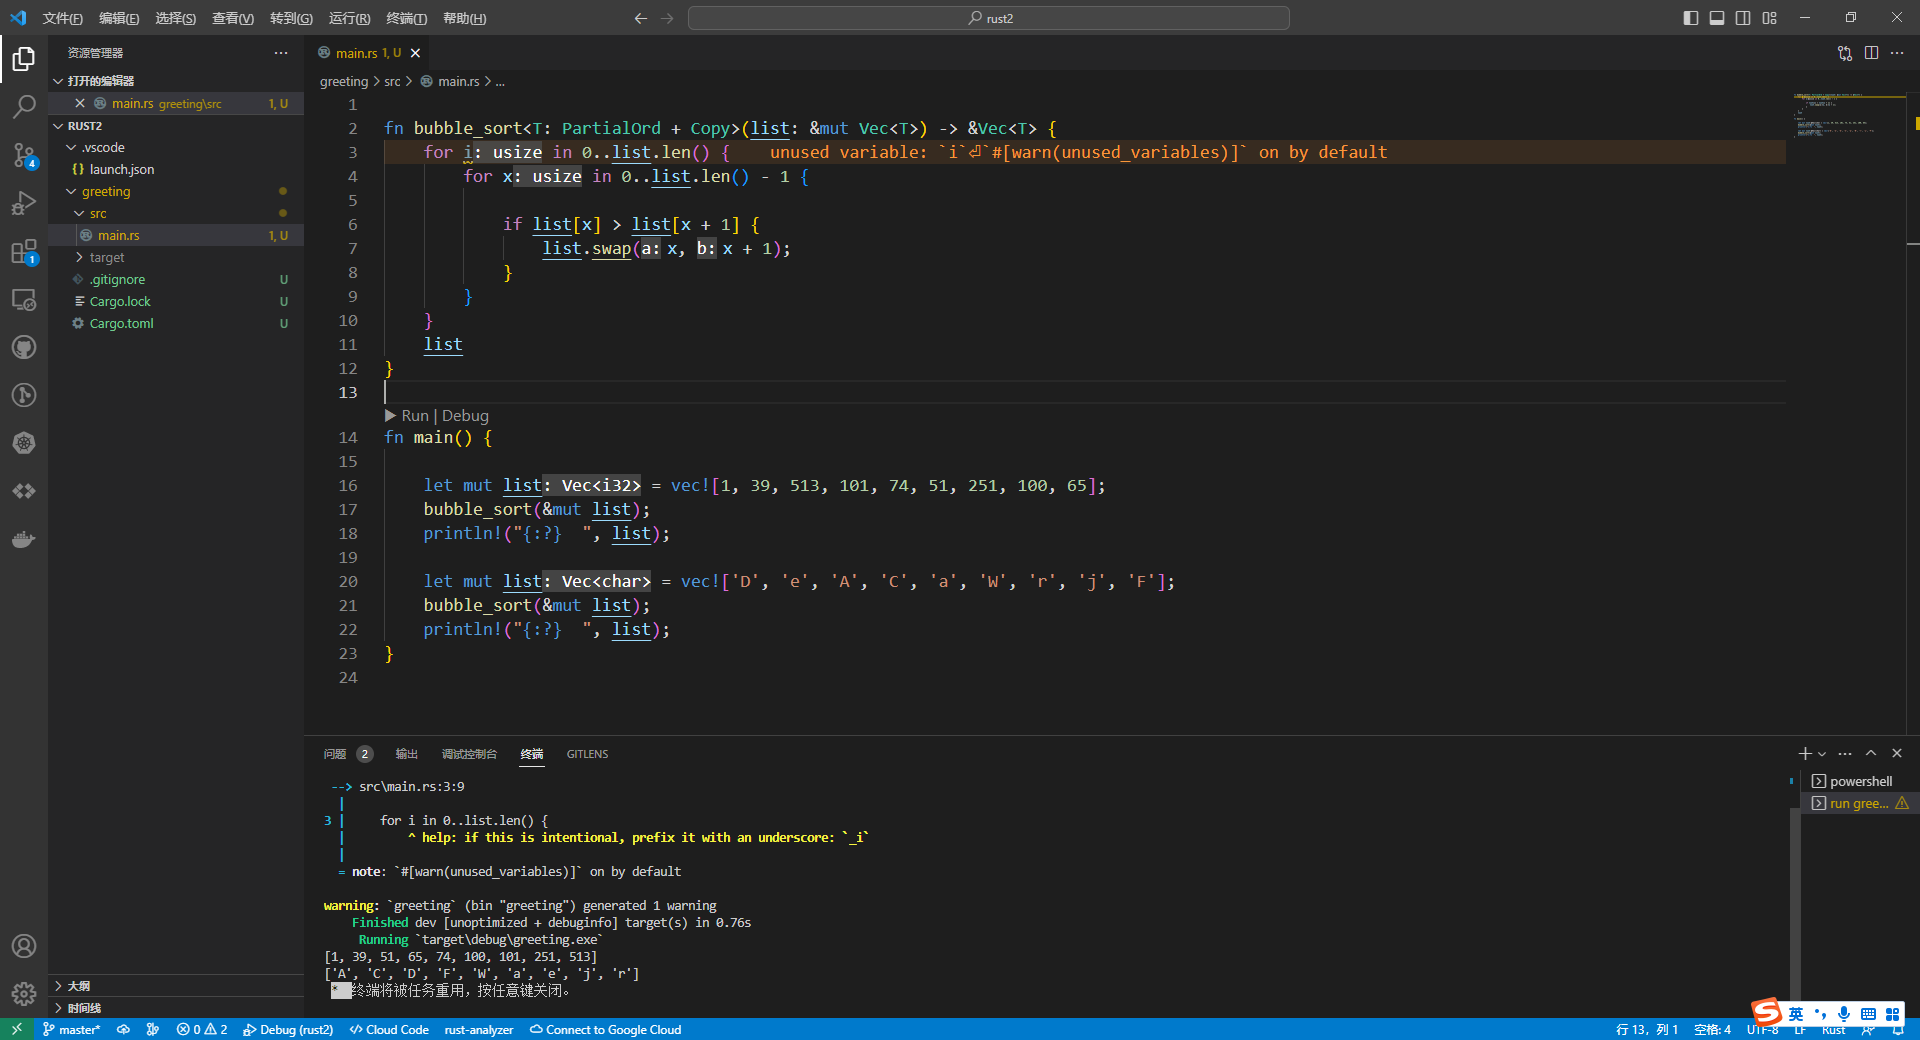 文件(F) 编辑(E) 选择(S) 查看(V) 转到(G) 运行(R) 终端(T) 帮助(H)
rust2
资源管理器
打开的编辑器
main.rs greeting\src 1, U
RUST2
.vscode
{} launch.json
greeting
src
main.rs 1, U
target
.gitignore U
Cargo.lock U
Cargo.toml U
大纲
时间线
4
1
main.rs 1, U
greeting > src > main.rs > ...
1
2 fn bubble_sort<T: PartialOrd + Copy>(list: &mut Vec<T>) -> &Vec<T> {
3 for i: usize in 0..list.len() { unused variable: `i`⏎`#[warn(unused_variables)]` on by default
4 for x: usize in 0..list.len() - 1 {
5
6 if list[x] > list[x + 1] {
7 list.swap(a: x, b: x + 1);
8 }
9 }
10 }
11 list
12 }
13
▶ Run | Debug
14 fn main() {
15
16 let mut list: Vec<i32> = vec![1, 39, 513, 101, 74, 51, 251, 100, 65];
17 bubble_sort(&mut list);
18 println!("{:?}  ", list);
19
20 let mut list: Vec<char> = vec!['D', 'e', 'A', 'C', 'a', 'W', 'r', 'j', 'F'];
21 bubble_sort(&mut list);
22 println!("{:?}  ", list);
23 }
24
问题 2 输出 调试控制台 终端 GITLENS
--> src\main.rs:3:9
|
3 | for i in 0..list.len() {
| ^ help: if this is intentional, prefix it with an underscore: `_i`
|
= note: `#[warn(unused_variables)]` on by default
warning: `greeting` (bin "greeting") generated 1 warning
Finished dev [unoptimized + debuginfo] target(s) in 0.76s
Running `target\debug\greeting.exe`
[1, 39, 51, 65, 74, 100, 101, 251, 513]
['A', 'C', 'D', 'F', 'W', 'a', 'e', 'j', 'r']
* 终端将被任务重用，按任意键关闭。
powershell
run gree...
S 英
master* 0 2 Debug (rust2) Cloud Code rust-analyzer Connect to Google Cloud 行 13，列 1 空格: 4 UTF-8 LF Rust